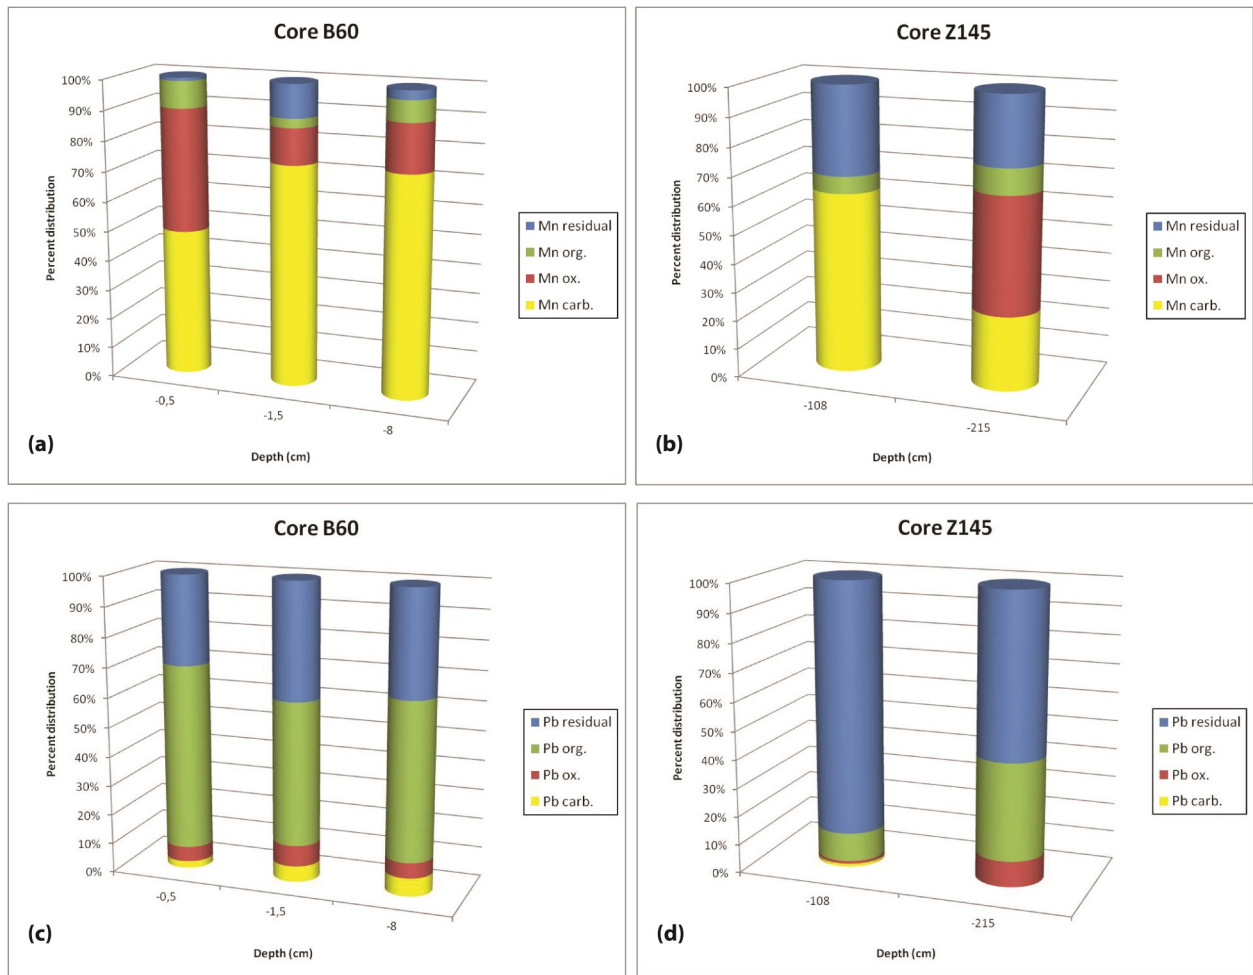 Core B60
Percent distribution
100%
90%
80%
70%
60%
50%
40%
30%
20%
10%
0%
-0,5
-1,5
-8
Depth (cm)
Mn residual
Mn org.
Mn ox.
Mn carb.
(a)
Core Z145
Percent distribution
100%
90%
80%
70%
60%
50%
40%
30%
20%
10%
0%
-108
-215
Depth (cm)
Mn residual
Mn org.
Mn ox.
Mn carb.
(b)
Core B60
Percent distribution
100%
90%
80%
70%
60%
50%
40%
30%
20%
10%
0%
-0,5
-1,5
-8
Depth (cm)
Pb residual
Pb org.
Pb ox.
Pb carb.
(c)
Core Z145
Percent distribution
100%
90%
80%
70%
60%
50%
40%
30%
20%
10%
0%
-108
-215
Depth (cm)
Pb residual
Pb org.
Pb ox.
Pb carb.
(d)